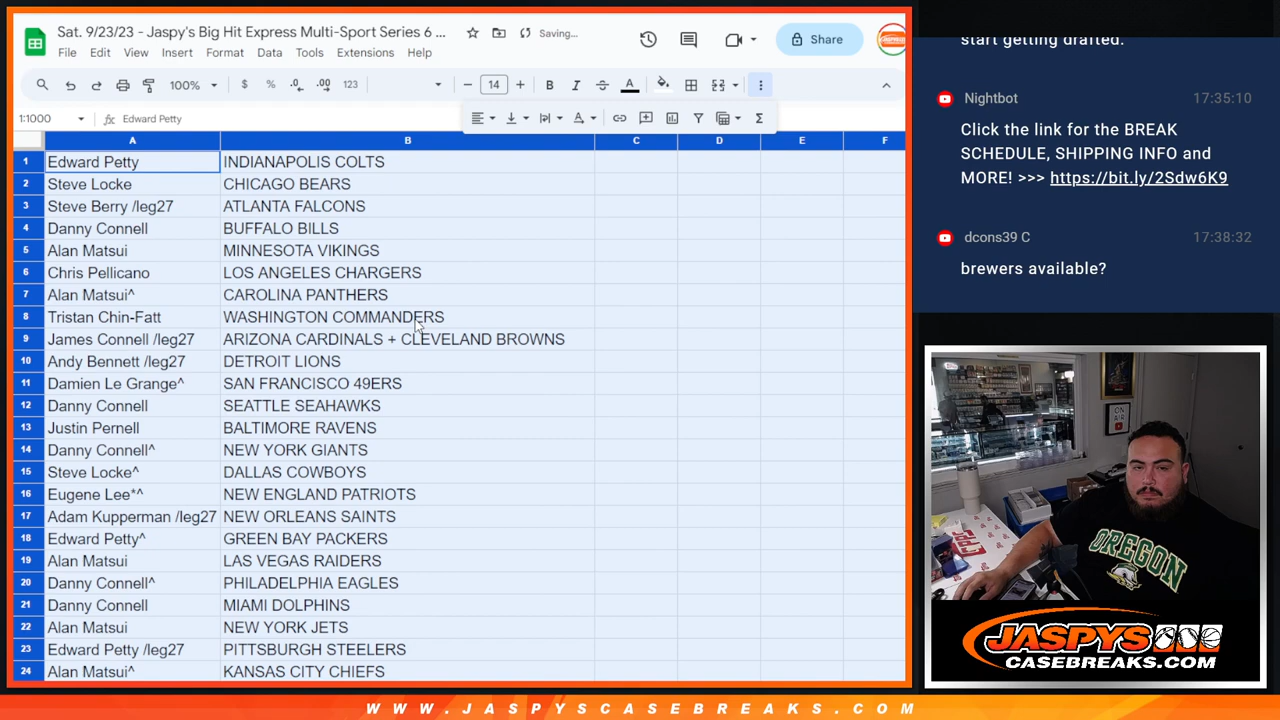 Sat. 9/23/23 - Jaspy's Big Hit Express Multi-Sport Series 6 ...
Saving...
Share
File Edit View Insert Format Data Tools Extensions Help
100%
$ % .0 .00 123
14
B I S A
1:1000
fx Edward Petty
A B C D E F
1 Edward Petty INDIANAPOLIS COLTS
2 Steve Locke CHICAGO BEARS
3 Steve Berry /leg27 ATLANTA FALCONS
4 Danny Connell BUFFALO BILLS
5 Alan Matsui MINNESOTA VIKINGS
6 Chris Pellicano LOS ANGELES CHARGERS
7 Alan Matsui^ CAROLINA PANTHERS
8 Tristan Chin-Fatt WASHINGTON COMMANDERS
9 James Connell /leg27 ARIZONA CARDINALS + CLEVELAND BROWNS
10 Andy Bennett /leg27 DETROIT LIONS
11 Damien Le Grange^ SAN FRANCISCO 49ERS
12 Danny Connell SEATTLE SEAHAWKS
13 Justin Pernell BALTIMORE RAVENS
14 Danny Connell^ NEW YORK GIANTS
15 Steve Locke^ DALLAS COWBOYS
16 Eugene Lee*^ NEW ENGLAND PATRIOTS
17 Adam Kupperman /leg27 NEW ORLEANS SAINTS
18 Edward Petty^ GREEN BAY PACKERS
19 Alan Matsui LAS VEGAS RAIDERS
20 Danny Connell^ PHILADELPHIA EAGLES
21 Danny Connell MIAMI DOLPHINS
22 Alan Matsui NEW YORK JETS
23 Edward Petty /leg27 PITTSBURGH STEELERS
24 Alan Matsui^ KANSAS CITY CHIEFS
start getting drafted.
Nightbot 17:35:10
Click the link for the BREAK
SCHEDULE, SHIPPING INFO and
MORE! >>> https://bit.ly/2Sdw6K9
dcons39 C 17:38:32
brewers available?
ON
AIR
OREGON
JASPYS
CASEBREAKS.COM
WWW.JASPYSCASEBREAKS.COM